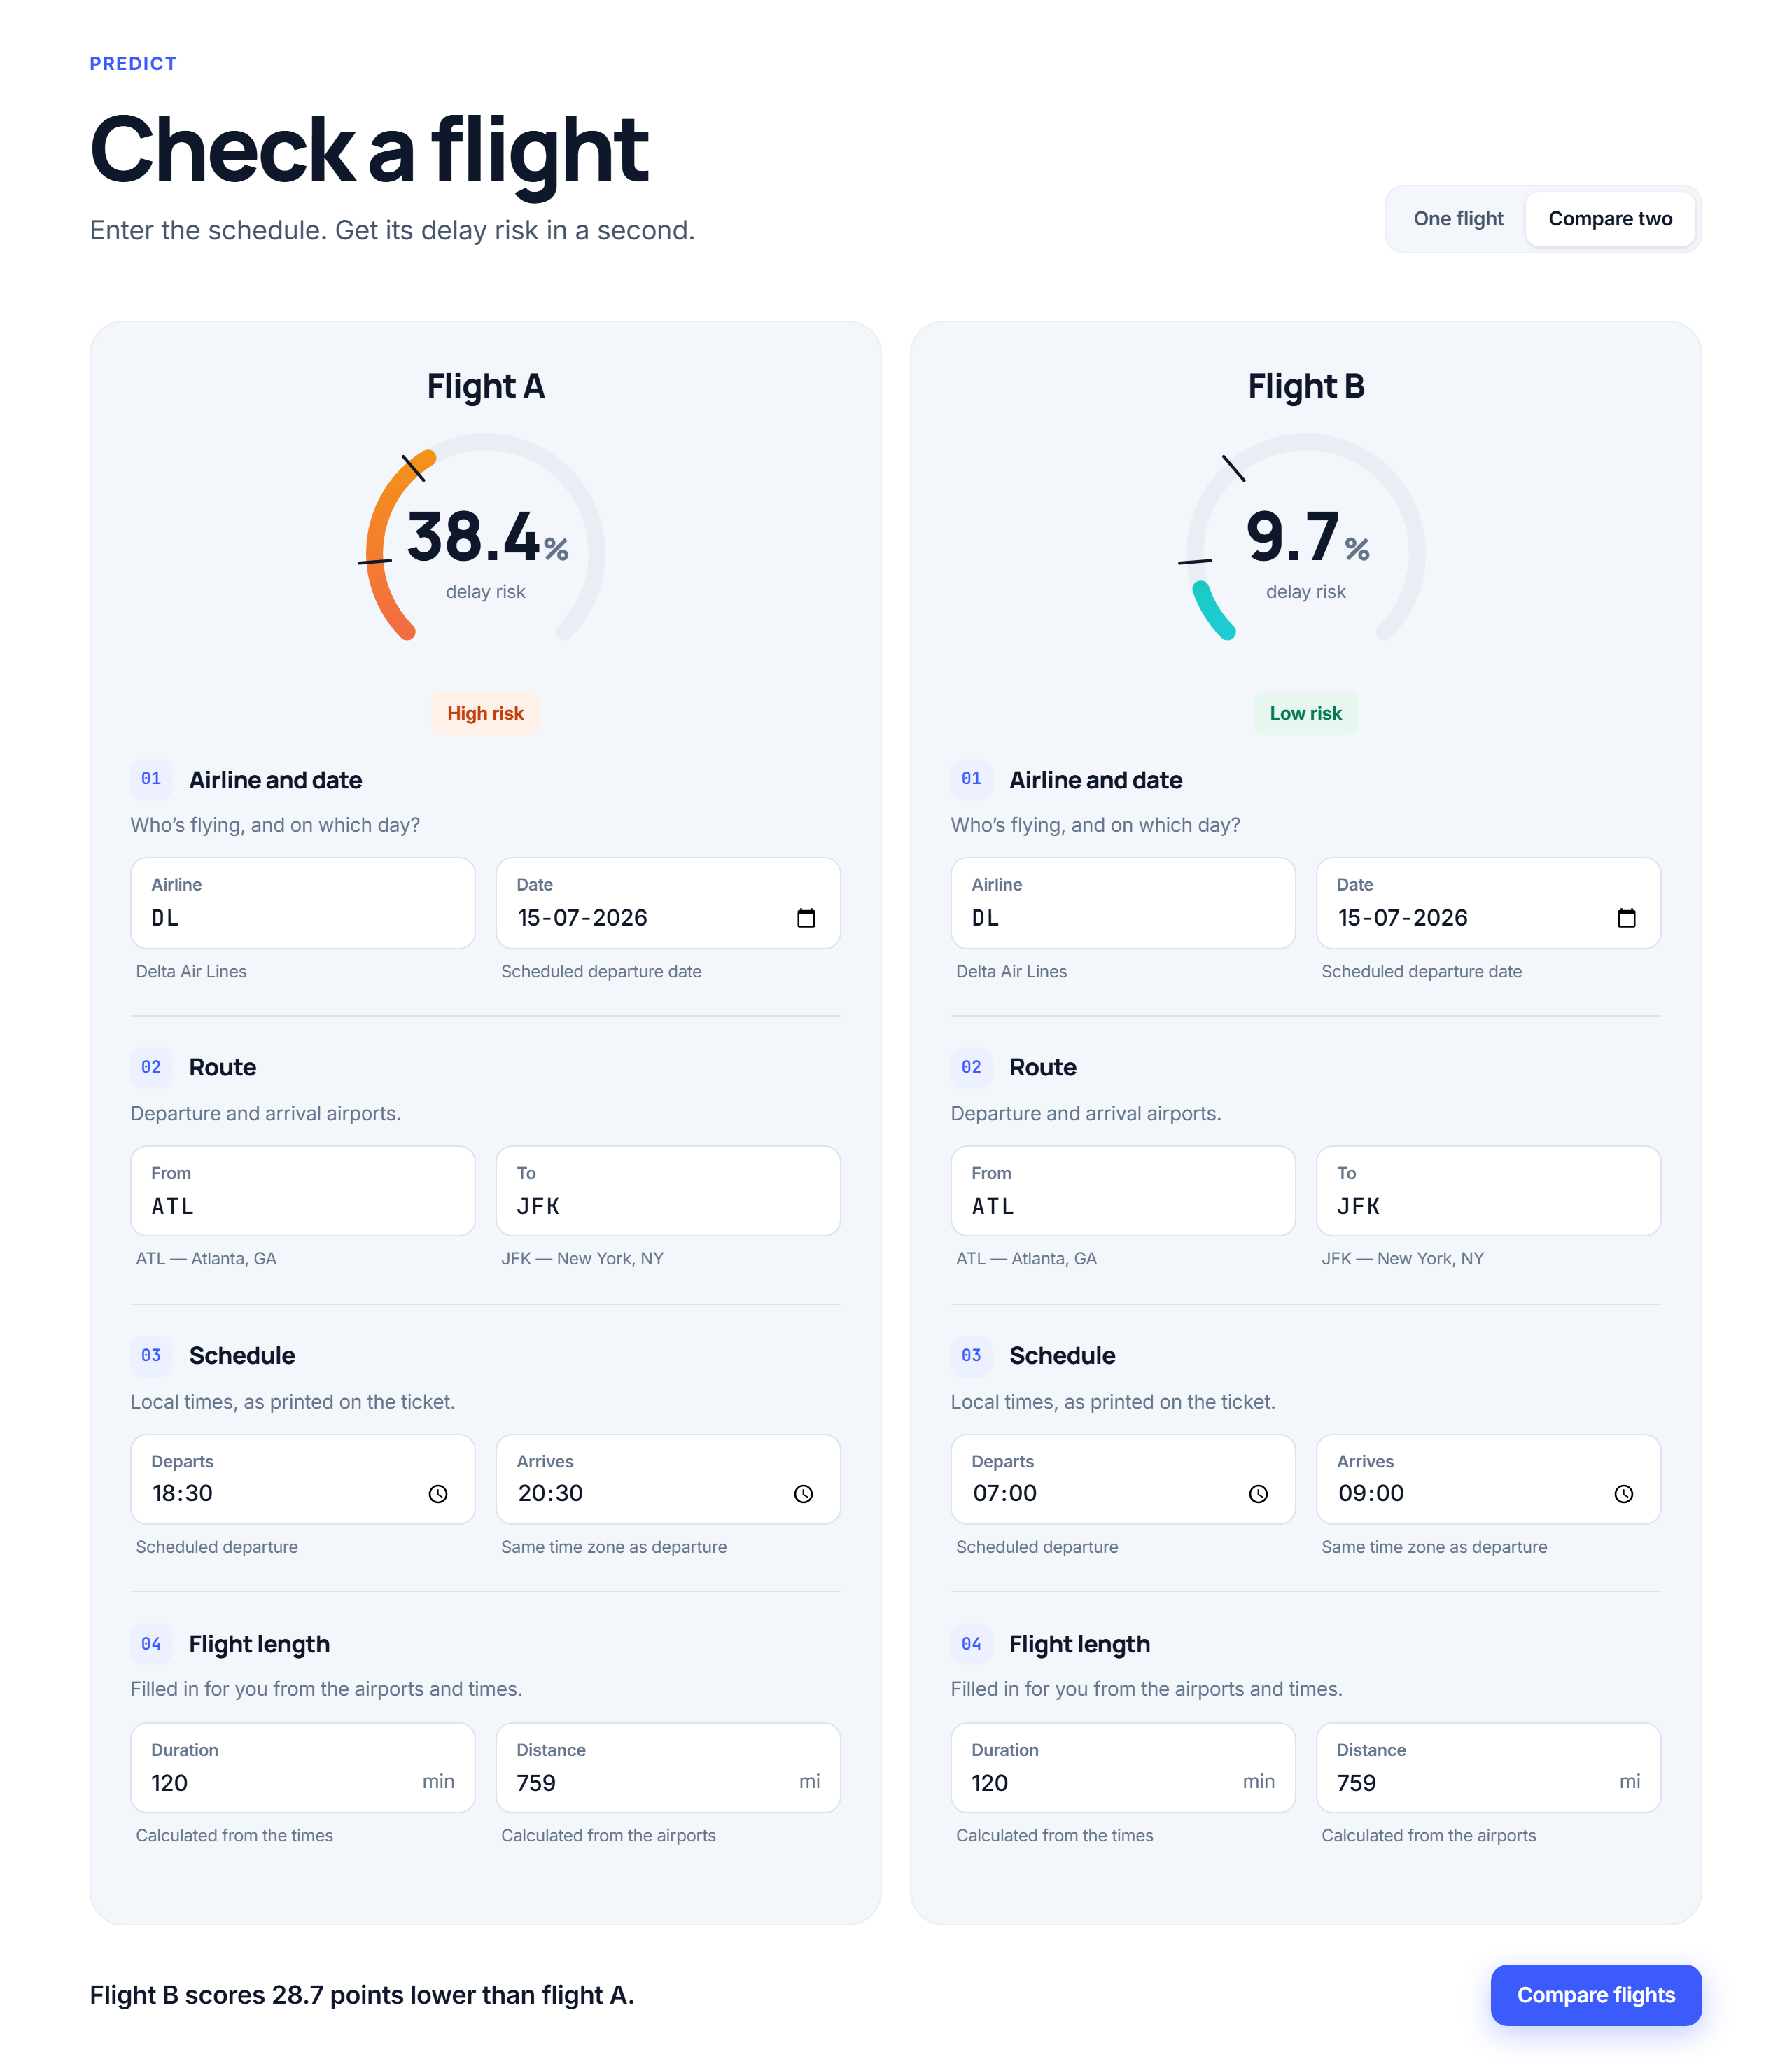 PREDICT
Check a flight
Enter the schedule. Get its delay risk in a second.
One flight
Compare two
Flight A
38.4%
delay risk
High risk
01 Airline and date
Who’s flying, and on which day?
Airline
DL
Delta Air Lines
Date
15-07-2026
Scheduled departure date
02 Route
Departure and arrival airports.
From
ATL
ATL — Atlanta, GA
To
JFK
JFK — New York, NY
03 Schedule
Local times, as printed on the ticket.
Departs
18:30
Scheduled departure
Arrives
20:30
Same time zone as departure
04 Flight length
Filled in for you from the airports and times.
Duration
120 min
Calculated from the times
Distance
759 mi
Calculated from the airports
Flight B
9.7%
delay risk
Low risk
01 Airline and date
Who’s flying, and on which day?
Airline
DL
Delta Air Lines
Date
15-07-2026
Scheduled departure date
02 Route
Departure and arrival airports.
From
ATL
ATL — Atlanta, GA
To
JFK
JFK — New York, NY
03 Schedule
Local times, as printed on the ticket.
Departs
07:00
Scheduled departure
Arrives
09:00
Same time zone as departure
04 Flight length
Filled in for you from the airports and times.
Duration
120 min
Calculated from the times
Distance
759 mi
Calculated from the airports
Flight B scores 28.7 points lower than flight A.
Compare flights